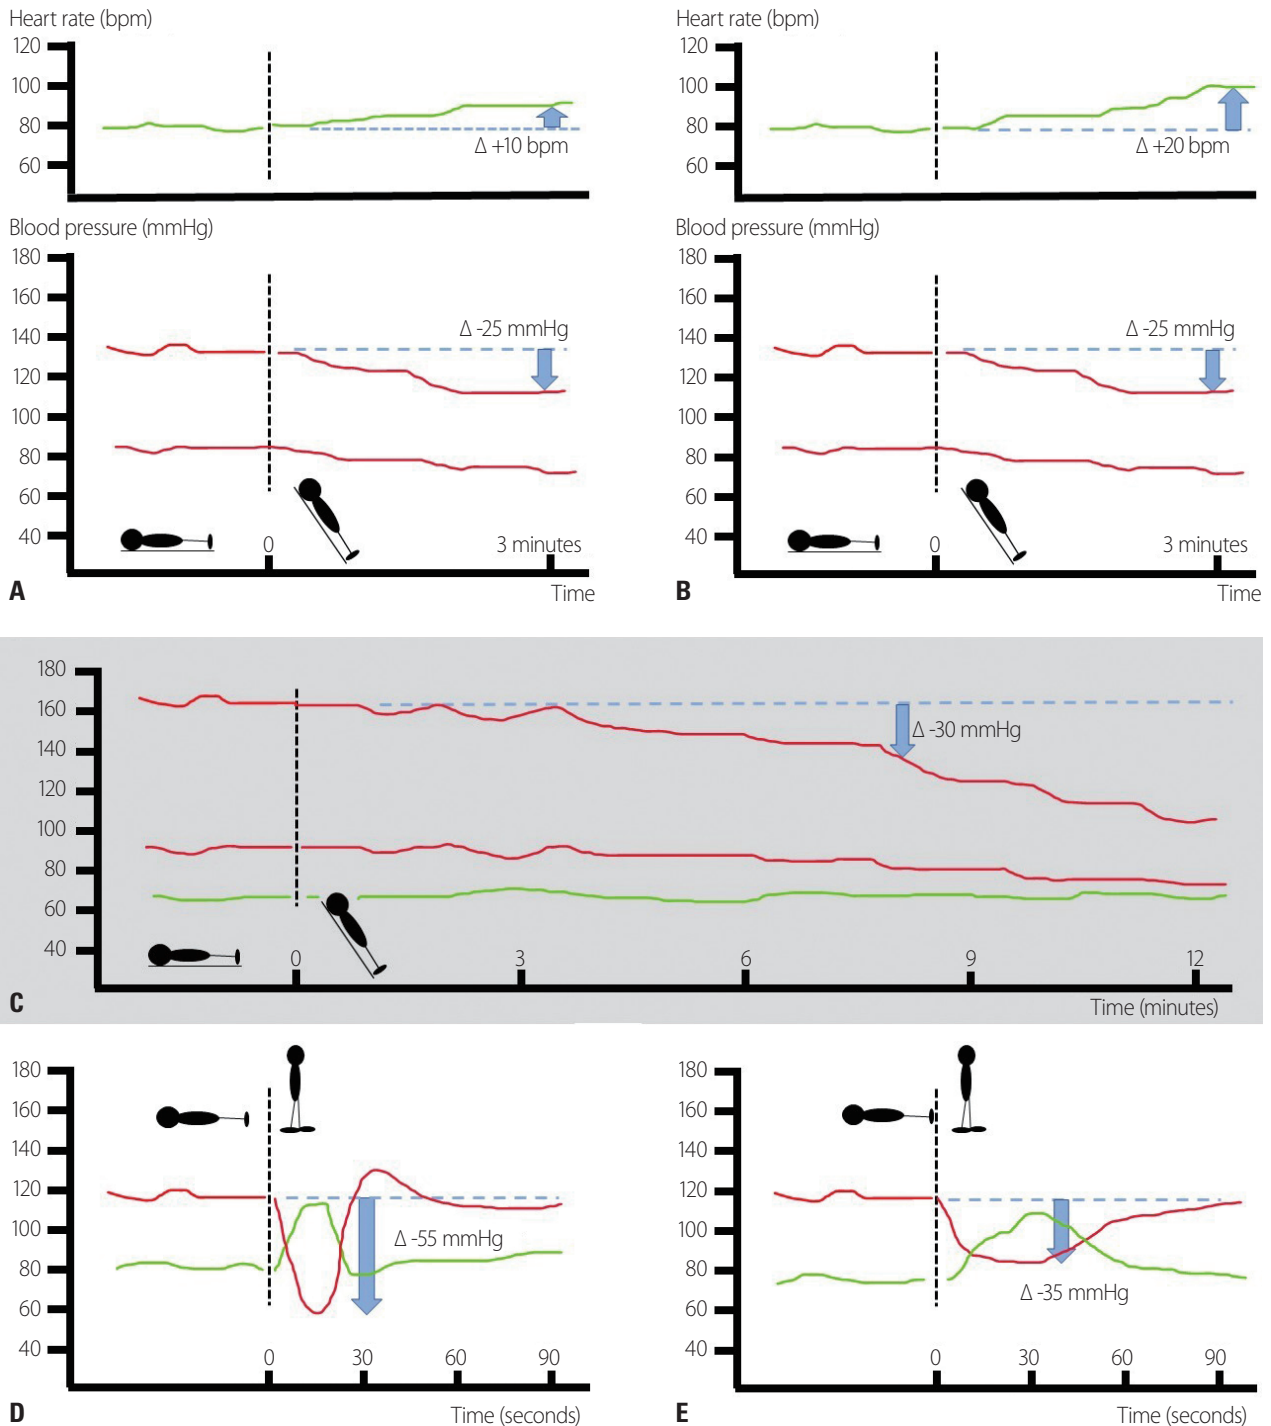 Heart rate (bpm)
120
100
80
60
Δ +10 bpm
Blood pressure (mmHg)
180
160
140
120
100
80
60
40
Δ -25 mmHg
0
3 minutes
A
Time
Heart rate (bpm)
120
100
80
60
Δ +20 bpm
Blood pressure (mmHg)
180
160
140
120
100
80
60
40
Δ -25 mmHg
0
3 minutes
B
Time
180
160
140
120
100
80
60
40
Δ -30 mmHg
0 3 6 9 12
C
Time (minutes)
180
160
140
120
100
80
60
40
Δ -55 mmHg
0 30 60 90
D
Time (seconds)
180
160
140
120
100
80
60
40
Δ -35 mmHg
0 30 60 90
E
Time (seconds)